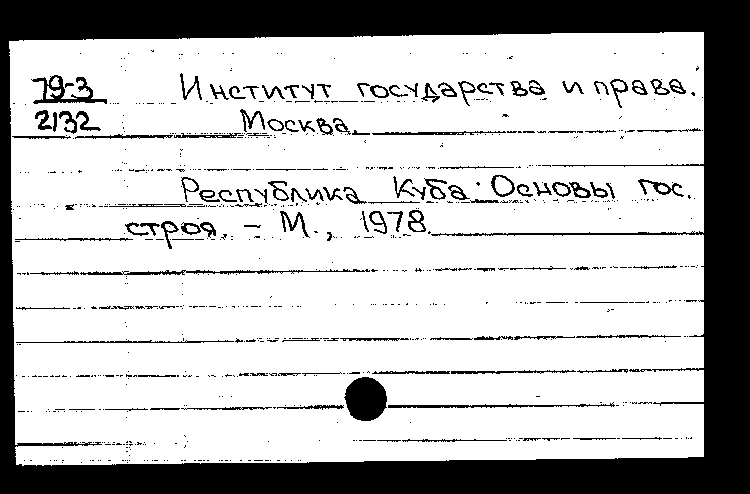 79-3
2132
Институт государства и права.
Москва.
Республика Куба: Основы гос.
строя. – М., 1978.